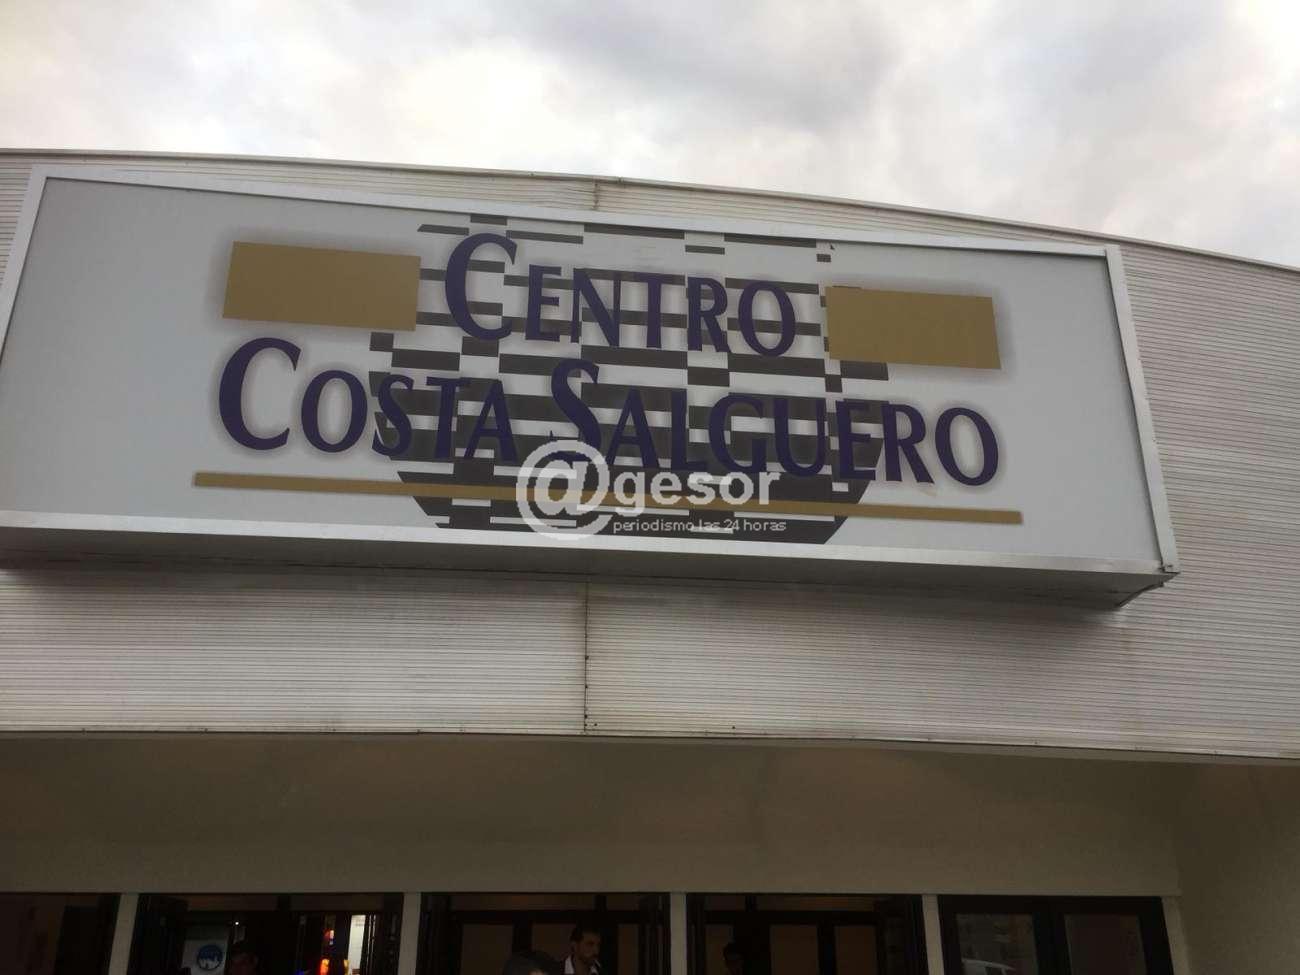 CENTRO
COSTA SALGUERO
@gesor
periodismo las 24 horas